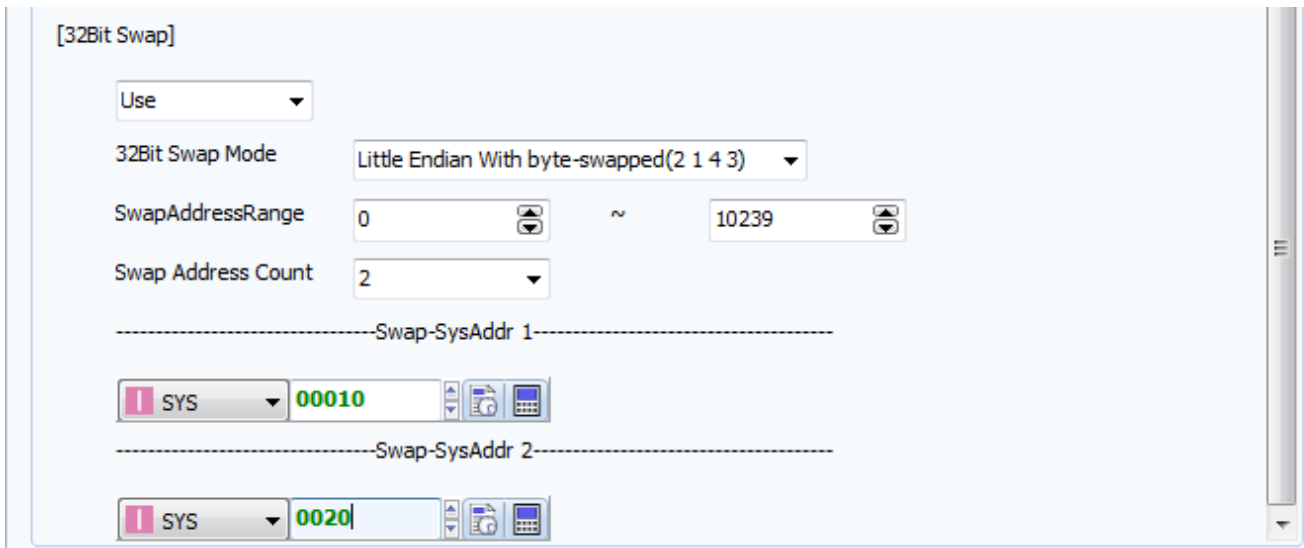 [32Bit Swap]
Use
32Bit Swap Mode Little Endian With byte-swapped(2 1 4 3)
SwapAddressRange 0 ~ 10239
Swap Address Count 2
---------------------------------Swap-SysAddr 1--------------------------------------
SYS 00010
---------------------------------Swap-SysAddr 2--------------------------------------
SYS 0020